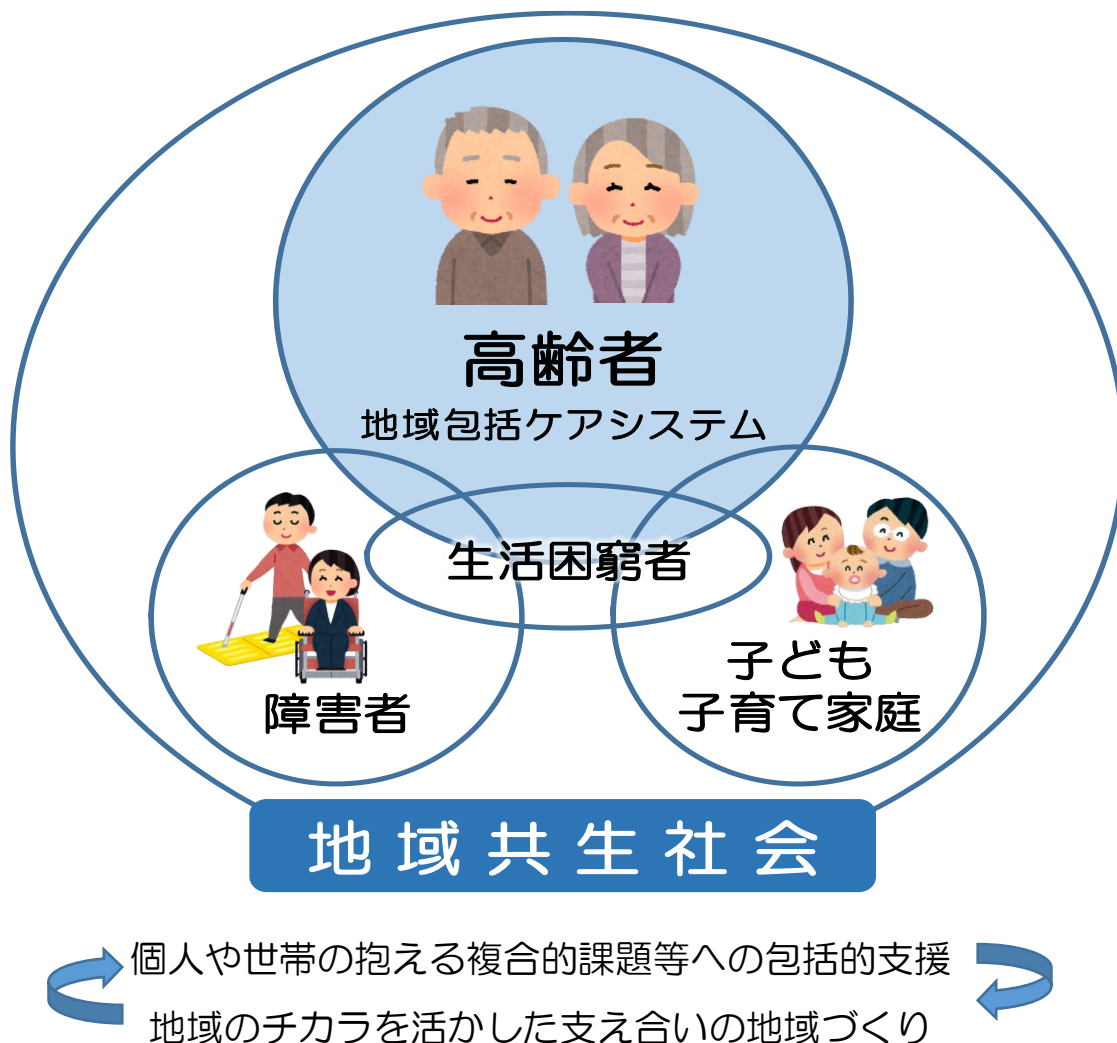 高齢者
地域包括ケアシステム
生活困窮者
障害者
子ども
子育て家庭
地域共生社会
個人や世帯の抱える複合的課題等への包括的支援
地域のチカラを活かした支え合いの地域づくり